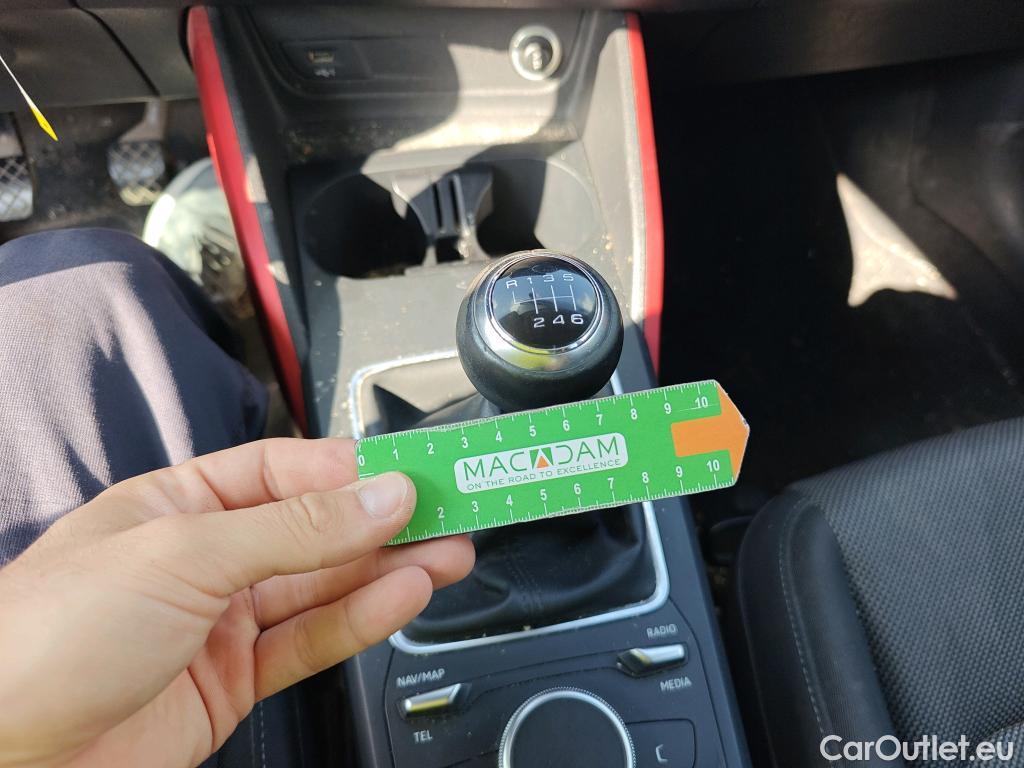 R 1 3 5
2 4 6
0 1 2 3 4 5 6 7 8 9 10
MACADAM
ON THE ROAD TO EXCELLENCE
2 3 4 5 6 7 8 9 10
NAV/MAP
RADIO
TEL
MEDIA
CarOutlet.eu